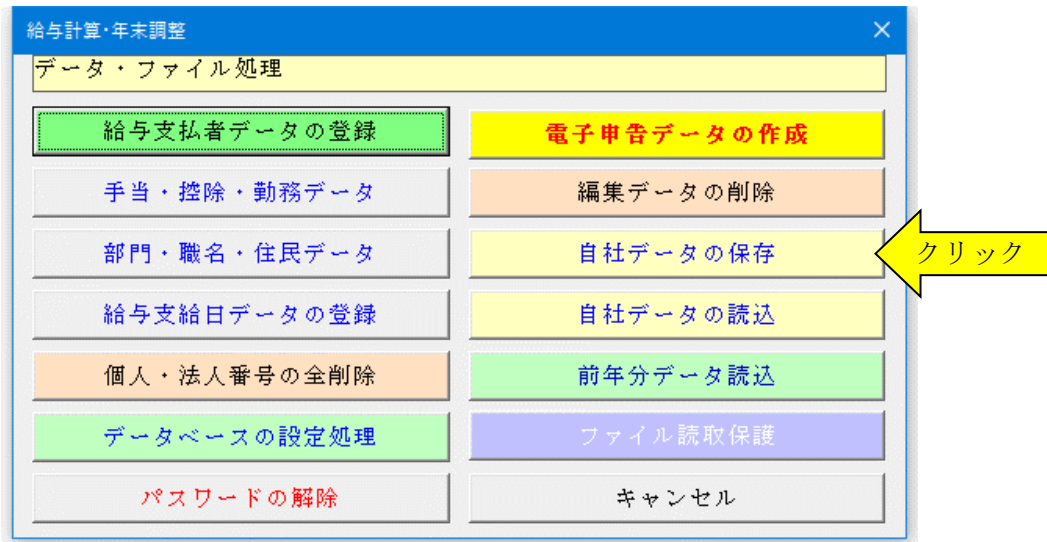 給与計算・年末調整
データ・ファイル処理
給与支払者データの登録
電子申告データの作成
手当・控除・勤務データ
編集データの削除
部門・職名・住民データ
自社データの保存
クリック
給与支給日データの登録
自社データの読込
個人・法人番号の全削除
前年分データ読込
データベースの設定処理
ファイル読取保護
パスワードの解除
キャンセル